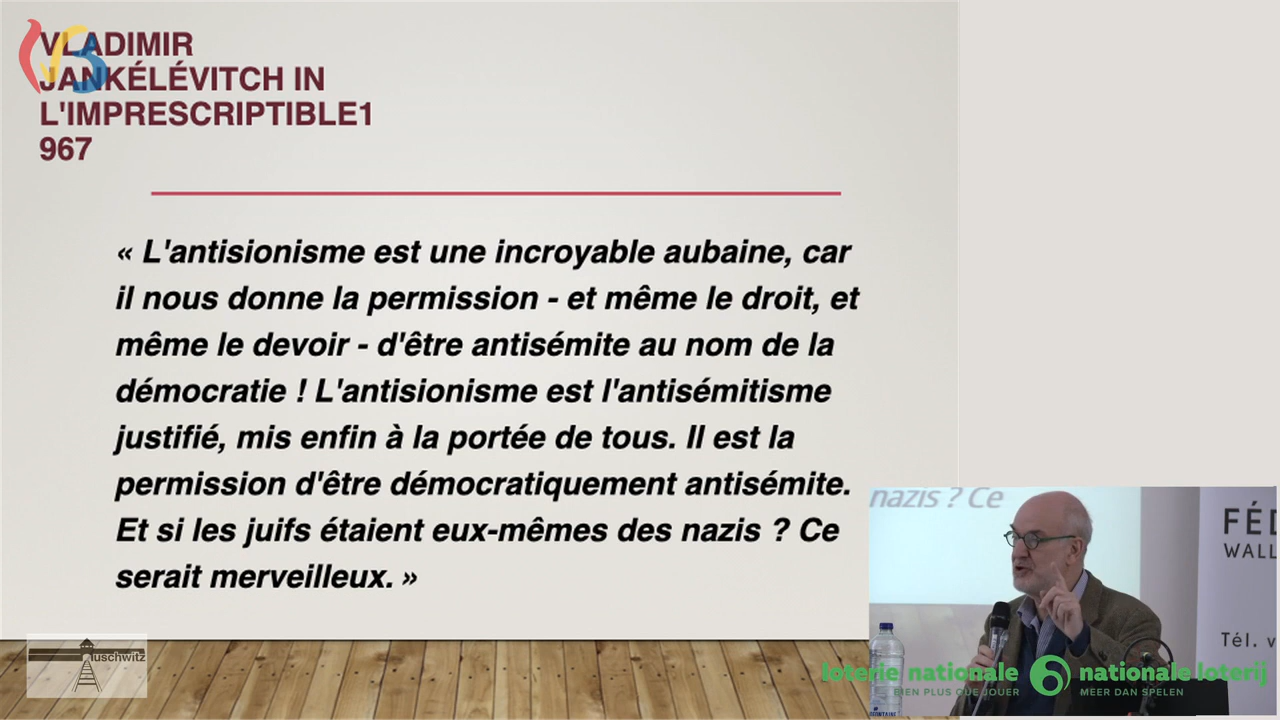 VLADIMIR
JANKÉLÉVITCH IN
L'IMPRESCRIPTIBLE1
967
« L'antisionisme est une incroyable aubaine, car
il nous donne la permission - et même le droit, et
même le devoir - d'être antisémite au nom de la
démocratie ! L'antisionisme est l'antisémitisme
justifié, mis enfin à la portée de tous. Il est la
permission d'être démocratiquement antisémite.
Et si les juifs étaient eux-mêmes des nazis ? Ce
serait merveilleux. »
nazis ? Ce
FÉD
WALL
Tél. v
uschwitz
loterie nationale
BIEN PLUS QUE JOUER
nationale loterij
MEER DAN SPELEN